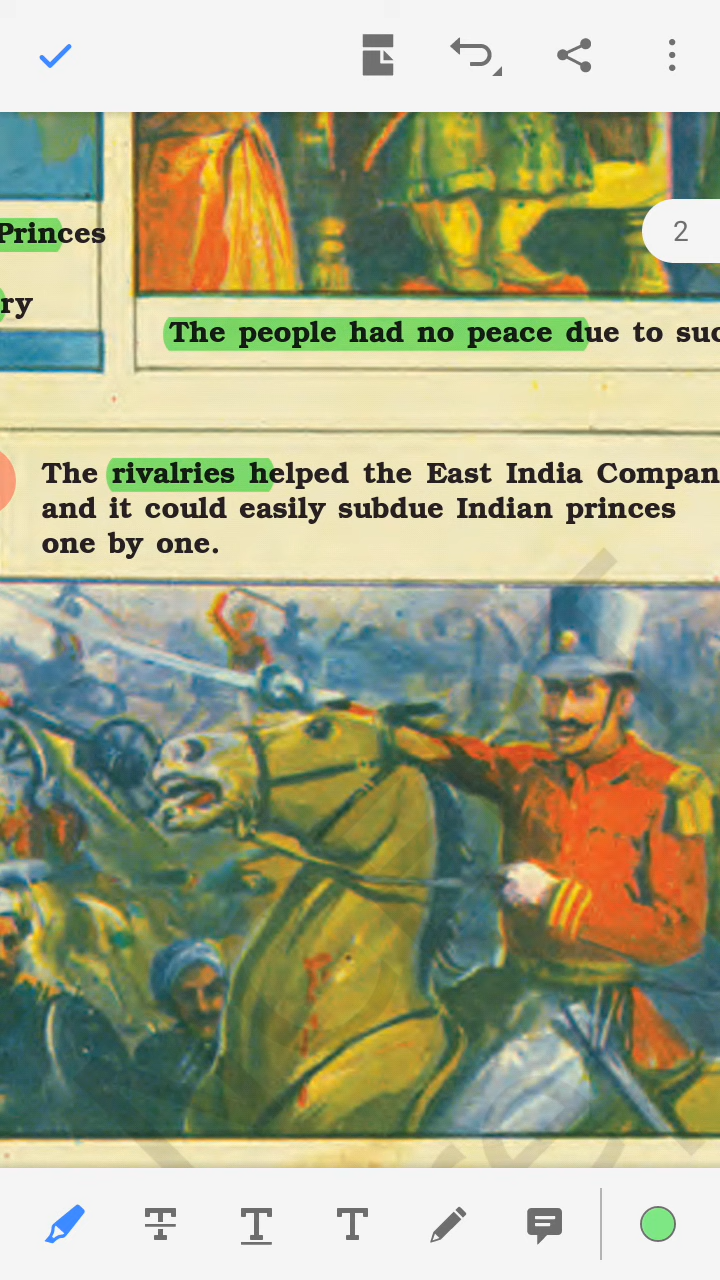 Princes
2
ry
The people had no peace due to suc
The rivalries helped the East India Compan
and it could easily subdue Indian princes
one by one.